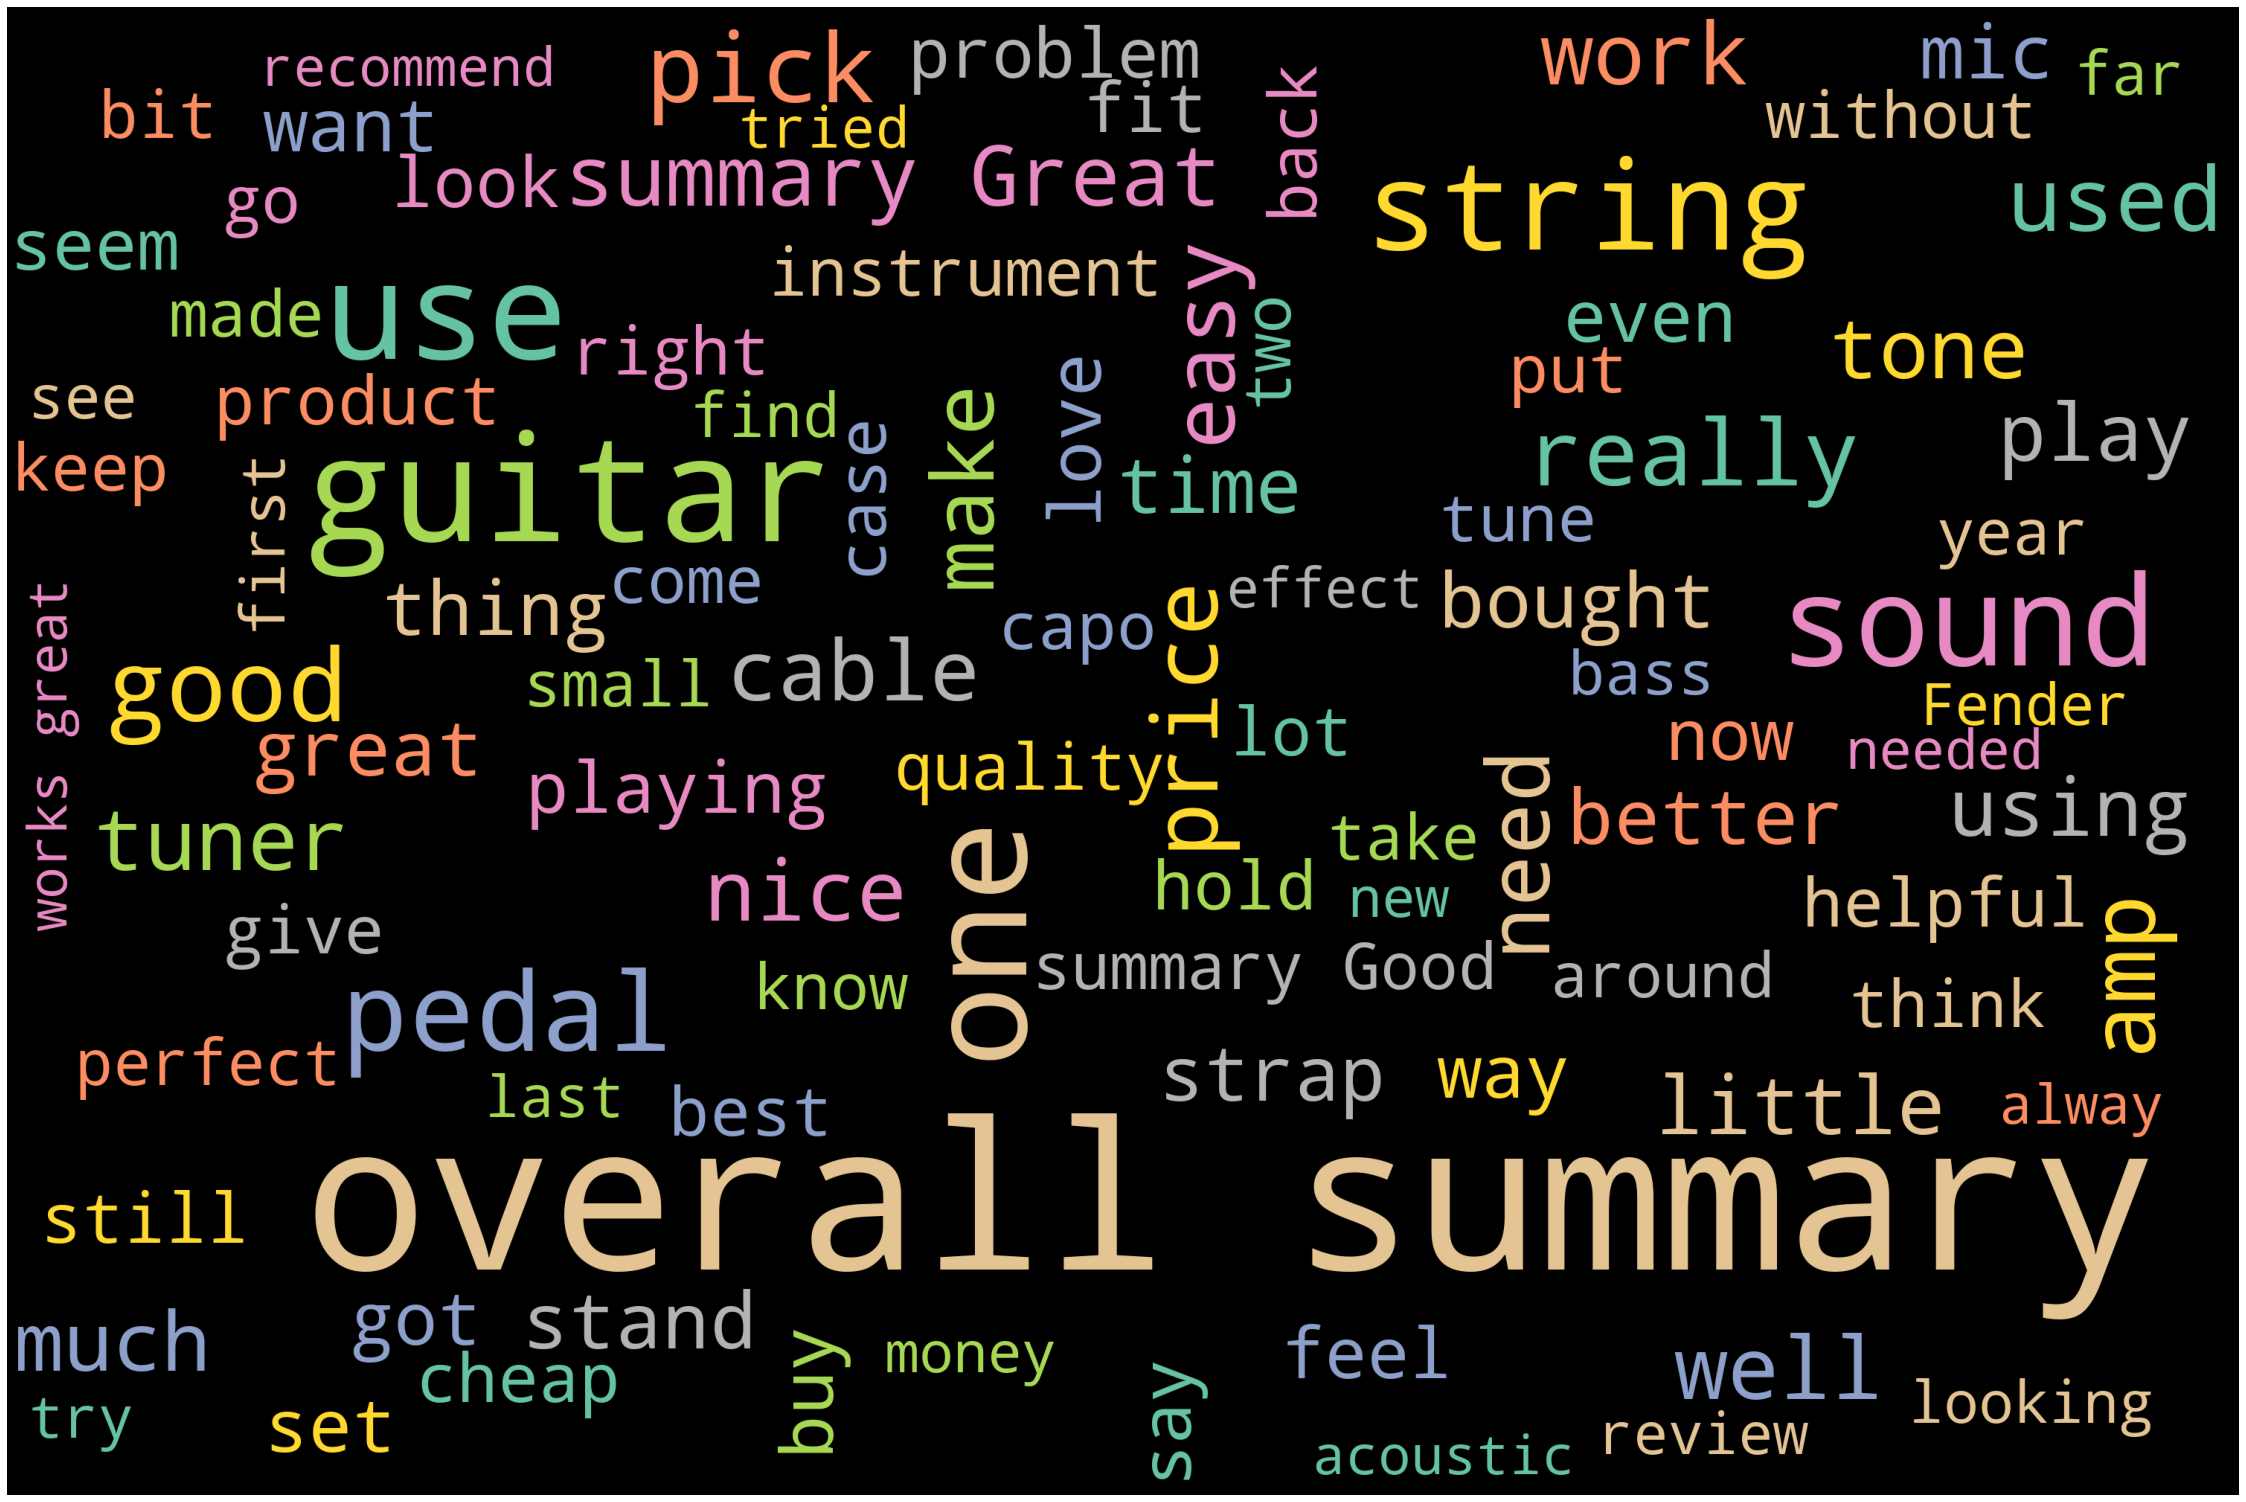 recommend
pick
problem
work
mic
far
bit
want
tried
fit
back
without
go
look
summary Great
string
used
seem
use
instrument
easy
two
even
tone
made
right
put
see
product
find
case
make
love
really
play
keep
first
guitar
time
tune
year
works great
thing
come
capo
price
effect
bought
sound
good
small
cable
bass
Fender
great
lot
now
needed
playing
quality
need
better
using
tuner
one
take
nice
hold
new
helpful
give
know
summary Good
around
think
amp
pedal
perfect
last
best
strap
way
little
alway
overall summary
still
much
got
stand
buy
money
say
feel
well
cheap
looking
try
set
acoustic
review